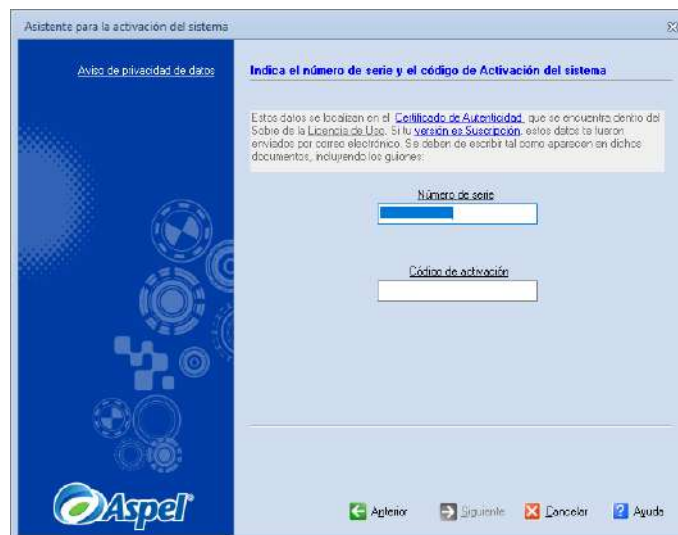 Asistente para la activación del sistema
Aviso de privacidad de datos
Indica el número de serie y el código de Activación del sistema
Estos datos se localizan en el Certificado de Autenticidad, que se encuentra dentro del
Sobre de la Licencia de Uso. Si tu versión es Suscripción, estos datos te fueron
enviados por correo electrónico. Se deben de escribir tal como aparecen en dichos
documentos, incluyendo los guiones:
Número de serie
Código de activación
Aspel®
Anterior
Siguiente
Cancelar
Ayuda